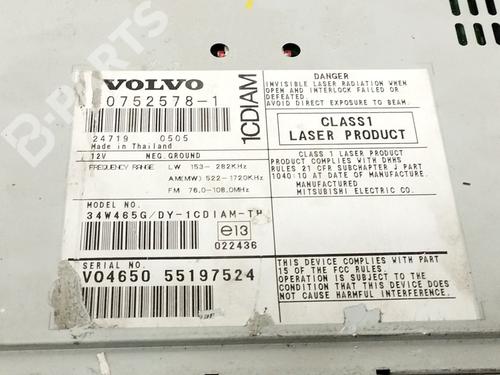 VOLVO
0752578-1
24719 0505
Made in Thailand
12V NEG.GROUND
FREQUENCY RANGE LW 153- 282KHz
AM(MW) 522-1720KHz
FM 76.0-108.0MHz
MODEL NO.
34W465G/DY-1CDIAM-TH
e13
022436
SERIAL NO.
VO4650 55197524
1CDIAM
DANGER
INVISIBLE LASER RADIATION WHEN
OPEN AND INTERLOCK FAILED OR
DEFEATED.
AVOID DIRECT EXPOSURE TO BEAM.
CLASS1
LASER PRODUCT
CLASS 1 LASER PRODUCT
PRODUCT COMPLIES WITH DHHS
RULES 21 CFR SUBCHAPTER J PART
1040:10 AT DATE OF MANUFACTURE.
MANUFACTURED
MITSUBISHI ELECTRIC CO.
THIS DEVICE COMPLIES WITH PART
15 OF THE FCC RULES.
OPERATION IS SUBJECT TO THE
CONDITION THAT THIS DEVICE DOES
NOT CAUSE HARMFUL INTERFERENCE.